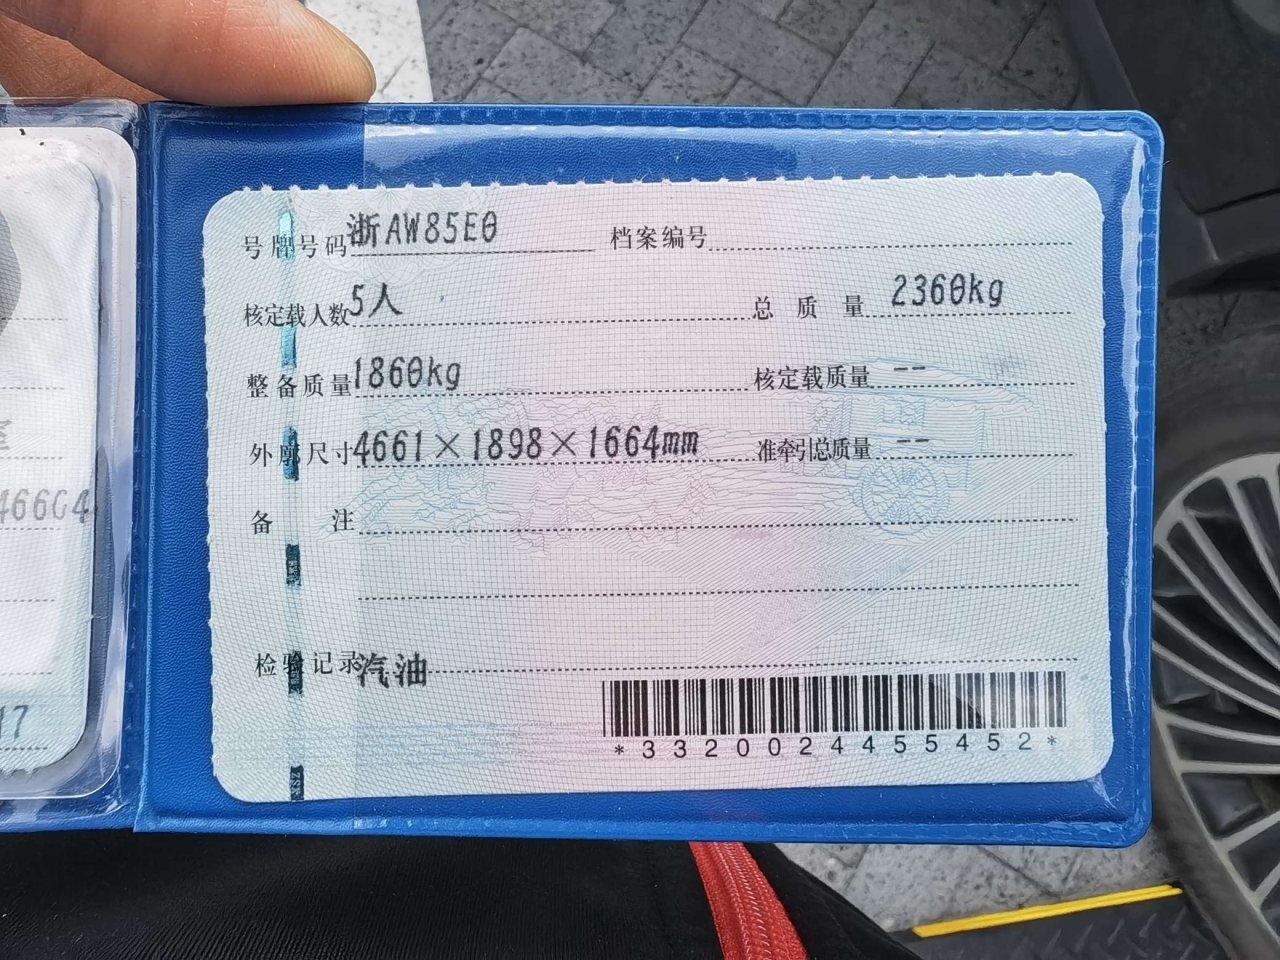 号牌号码 浙AW85E0 档案编号
核定载人数 5人 总质量 2360kg
整备质量 1860kg 核定载质量 --
外廓尺寸 4661×1898×1664mm 准牵引总质量 --
备注
检验记录 汽油
*3320024455452*
17